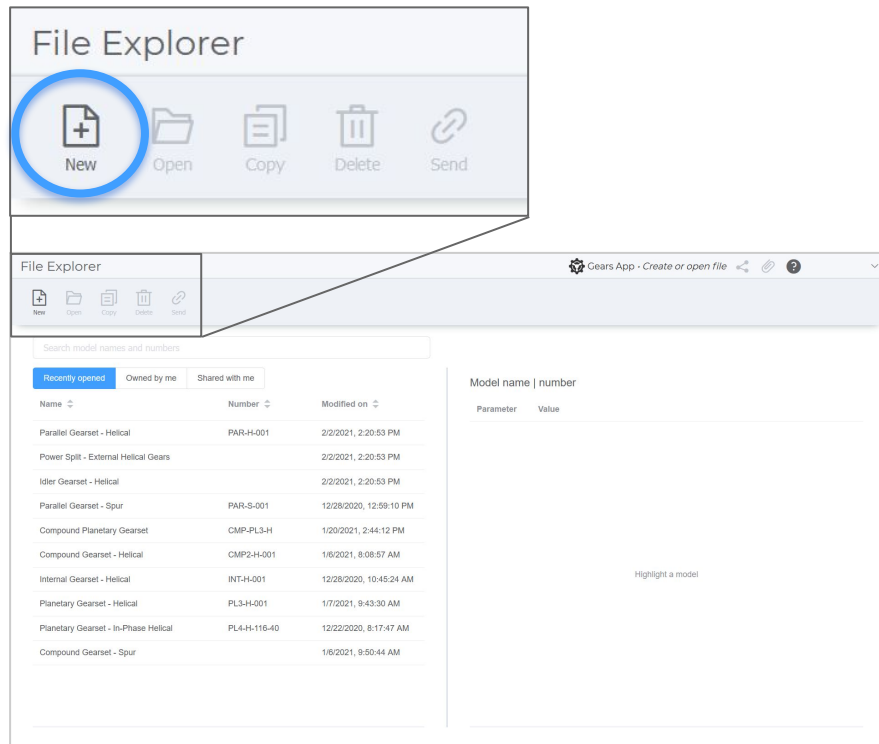 File Explorer
New Open Copy Delete Send
File Explorer
Gears App - Create or open file
New Open Copy Delete Send
Search model names and numbers
Recently opened Owned by me Shared with me
Name Number Modified on
Parallel Gearset - Helical PAR-H-001 2/2/2021, 2:20:53 PM
Power Split - External Helical Gears 2/2/2021, 2:20:53 PM
Idler Gearset - Helical 2/2/2021, 2:20:53 PM
Parallel Gearset - Spur PAR-S-001 12/28/2020, 12:59:10 PM
Compound Planetary Gearset CMP-PL3-H 1/20/2021, 2:44:12 PM
Compound Gearset - Helical CMP2-H-001 1/6/2021, 8:08:57 AM
Internal Gearset - Helical INT-H-001 12/28/2020, 10:45:24 AM
Planetary Gearset - Helical PL3-H-001 1/7/2021, 9:43:30 AM
Planetary Gearset - In-Phase Helical PL4-H-116-40 12/22/2020, 8:17:47 AM
Compound Gearset - Spur 1/6/2021, 9:50:44 AM
Model name | number
Parameter Value
Highlight a model